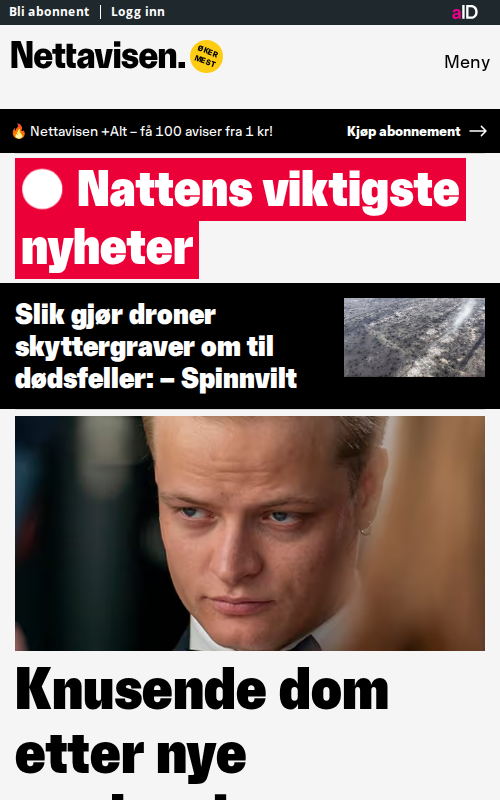 Bli abonnent | Logg inn
aID
Nettavisen.
ØKER
MEST
Meny
🔥 Nettavisen +Alt – få 100 aviser fra 1 kr!
Kjøp abonnement →
Nattens viktigste
nyheter
Slik gjør droner
skyttergraver om til
dødsfeller: – Spinnvilt
Knusende dom
etter nye